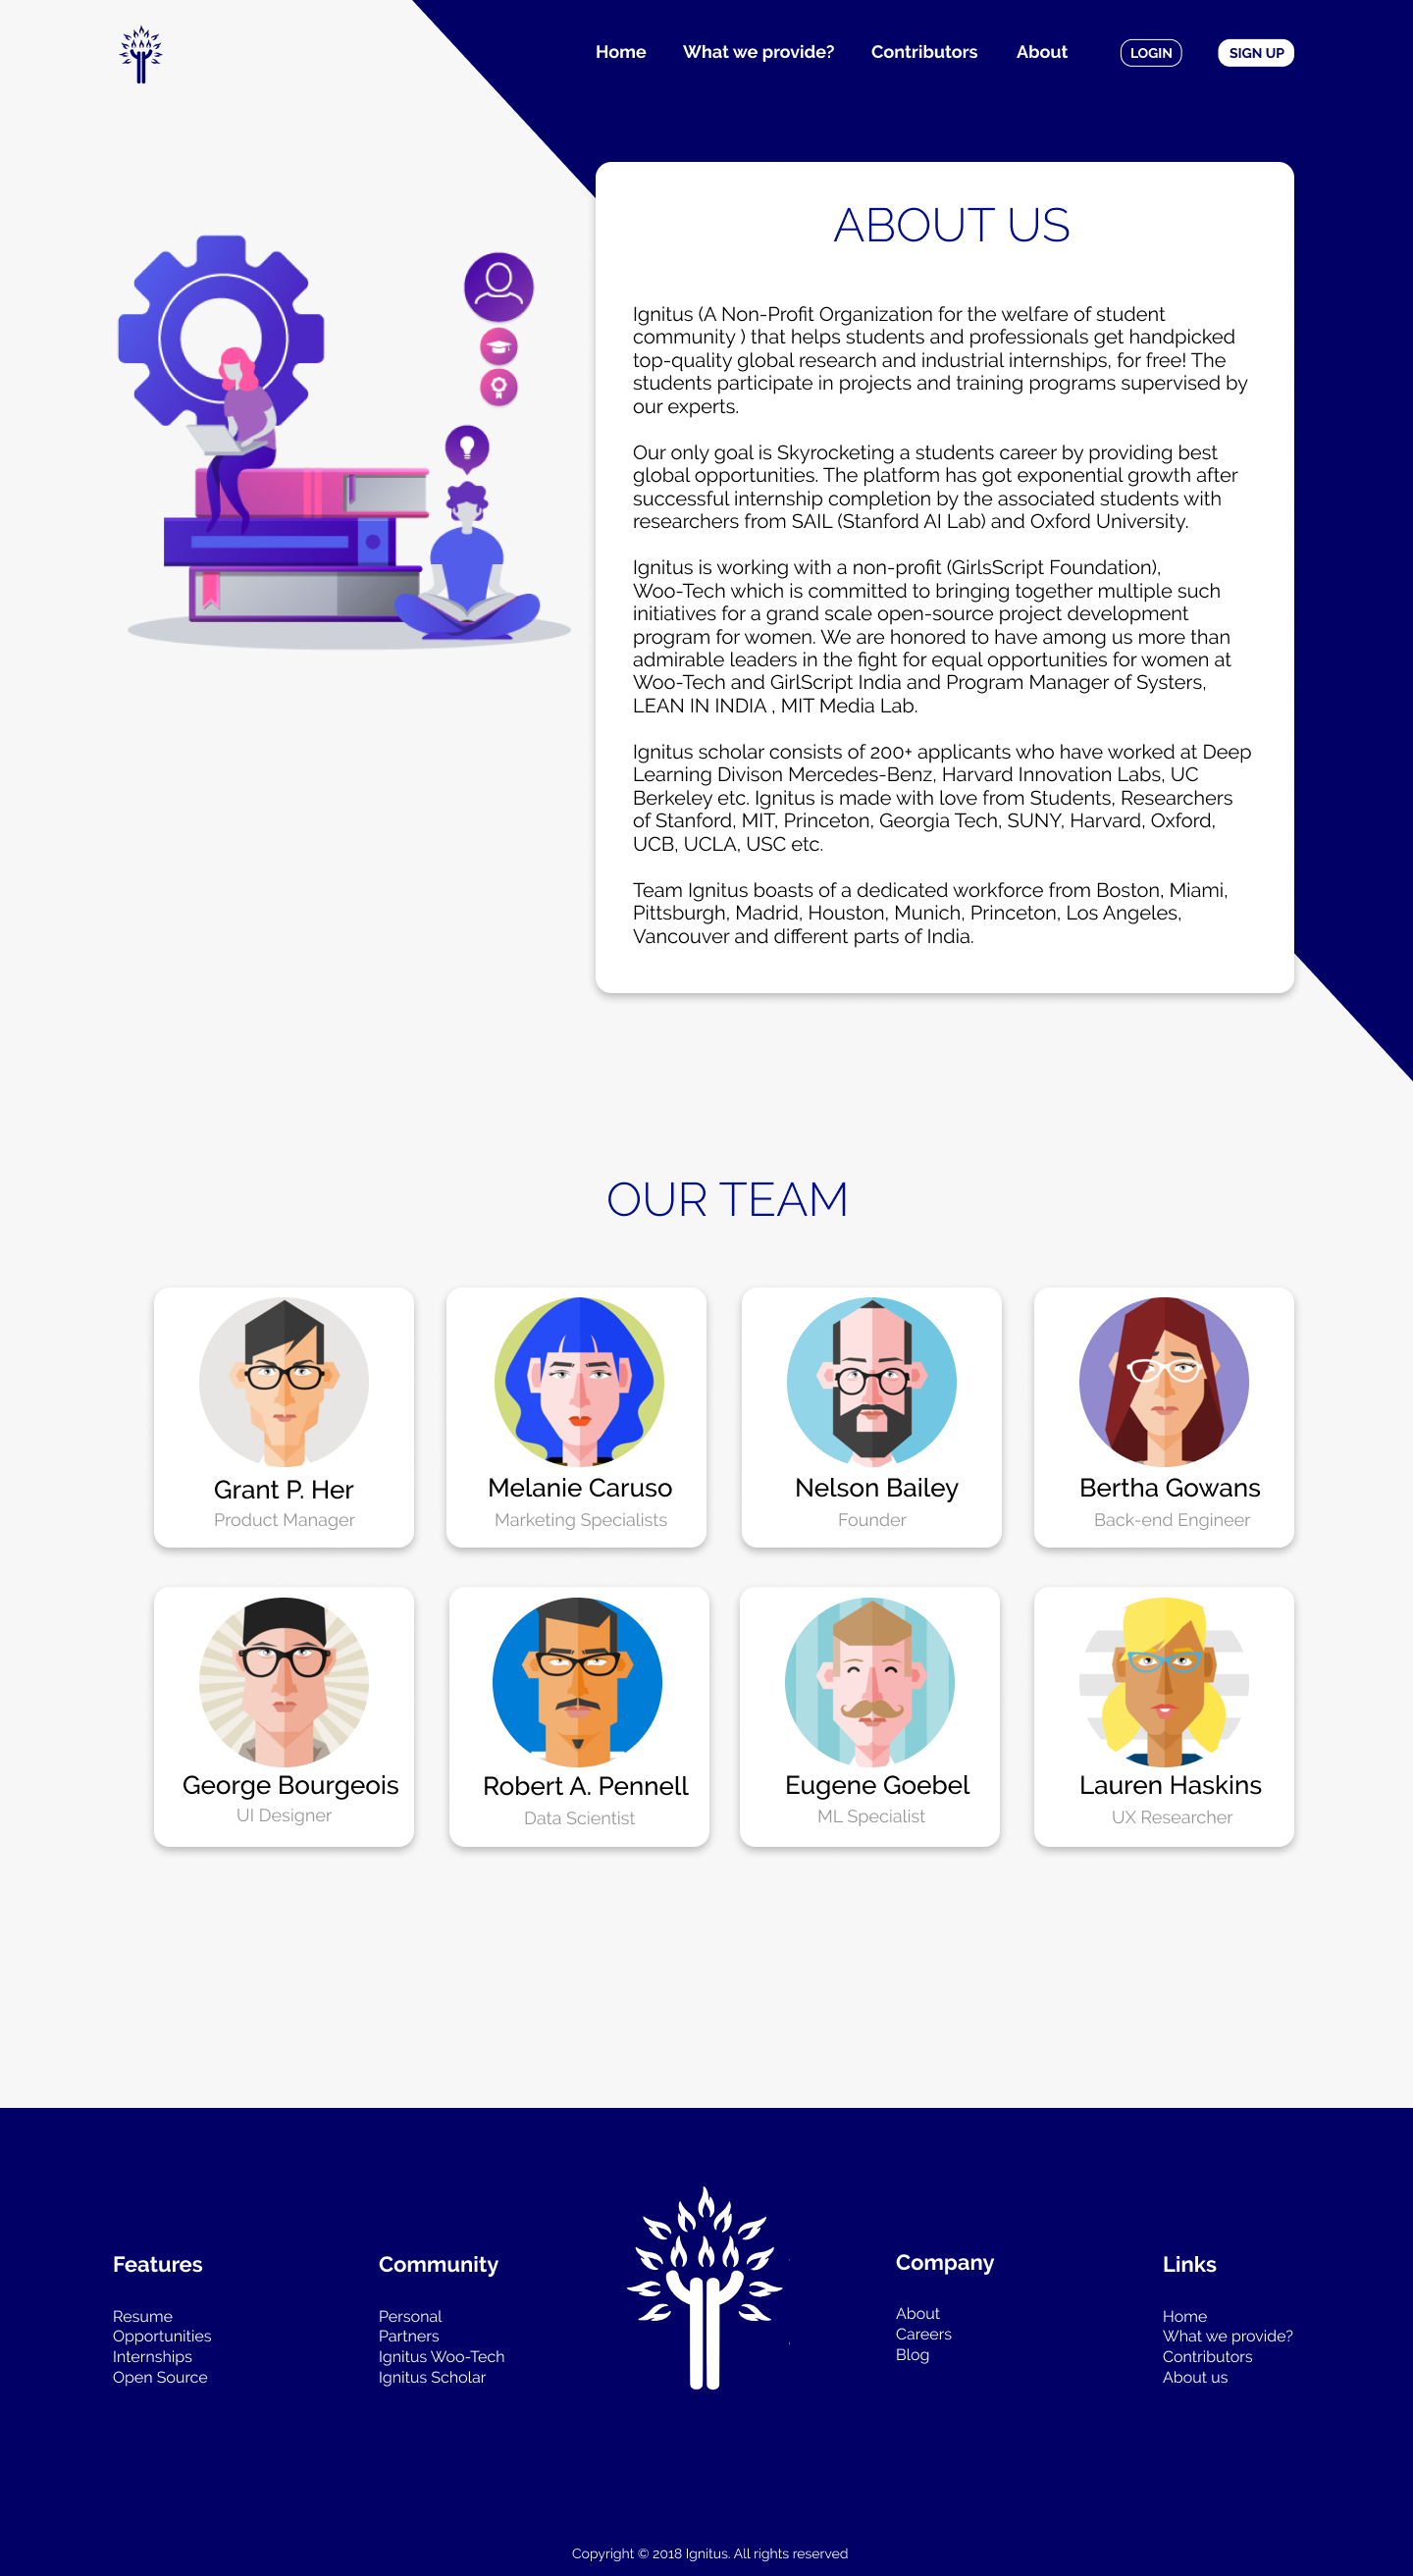 Home What we provide? Contributors About LOGIN SIGN UP
ABOUT US
Ignitus (A Non-Profit Organization for the welfare of student
community ) that helps students and professionals get handpicked
top-quality global research and industrial internships, for free! The
students participate in projects and training programs supervised by
our experts.
Our only goal is Skyrocketing a students career by providing best
global opportunities. The platform has got exponential growth after
successful internship completion by the associated students with
researchers from SAIL (Stanford AI Lab) and Oxford University.
Ignitus is working with a non-profit (GirlsScript Foundation),
Woo-Tech which is committed to bringing together multiple such
initiatives for a grand scale open-source project development
program for women. We are honored to have among us more than
admirable leaders in the fight for equal opportunities for women at
Woo-Tech and GirlScript India and Program Manager of Systers,
LEAN IN INDIA , MIT Media Lab.
Ignitus scholar consists of 200+ applicants who have worked at Deep
Learning Divison Mercedes-Benz, Harvard Innovation Labs, UC
Berkeley etc. Ignitus is made with love from Students, Researchers
of Stanford, MIT, Princeton, Georgia Tech, SUNY, Harvard, Oxford,
UCB, UCLA, USC etc.
Team Ignitus boasts of a dedicated workforce from Boston, Miami,
Pittsburgh, Madrid, Houston, Munich, Princeton, Los Angeles,
Vancouver and different parts of India.
OUR TEAM
Grant P. Her
Product Manager
Melanie Caruso
Marketing Specialists
Nelson Bailey
Founder
Bertha Gowans
Back-end Engineer
George Bourgeois
UI Designer
Robert A. Pennell
Data Scientist
Eugene Goebel
ML Specialist
Lauren Haskins
UX Researcher
Features
Resume
Opportunities
Internships
Open Source
Community
Personal
Partners
Ignitus Woo-Tech
Ignitus Scholar
Company
About
Careers
Blog
Links
Home
What we provide?
Contributors
About us
Copyright © 2018 Ignitus. All rights reserved